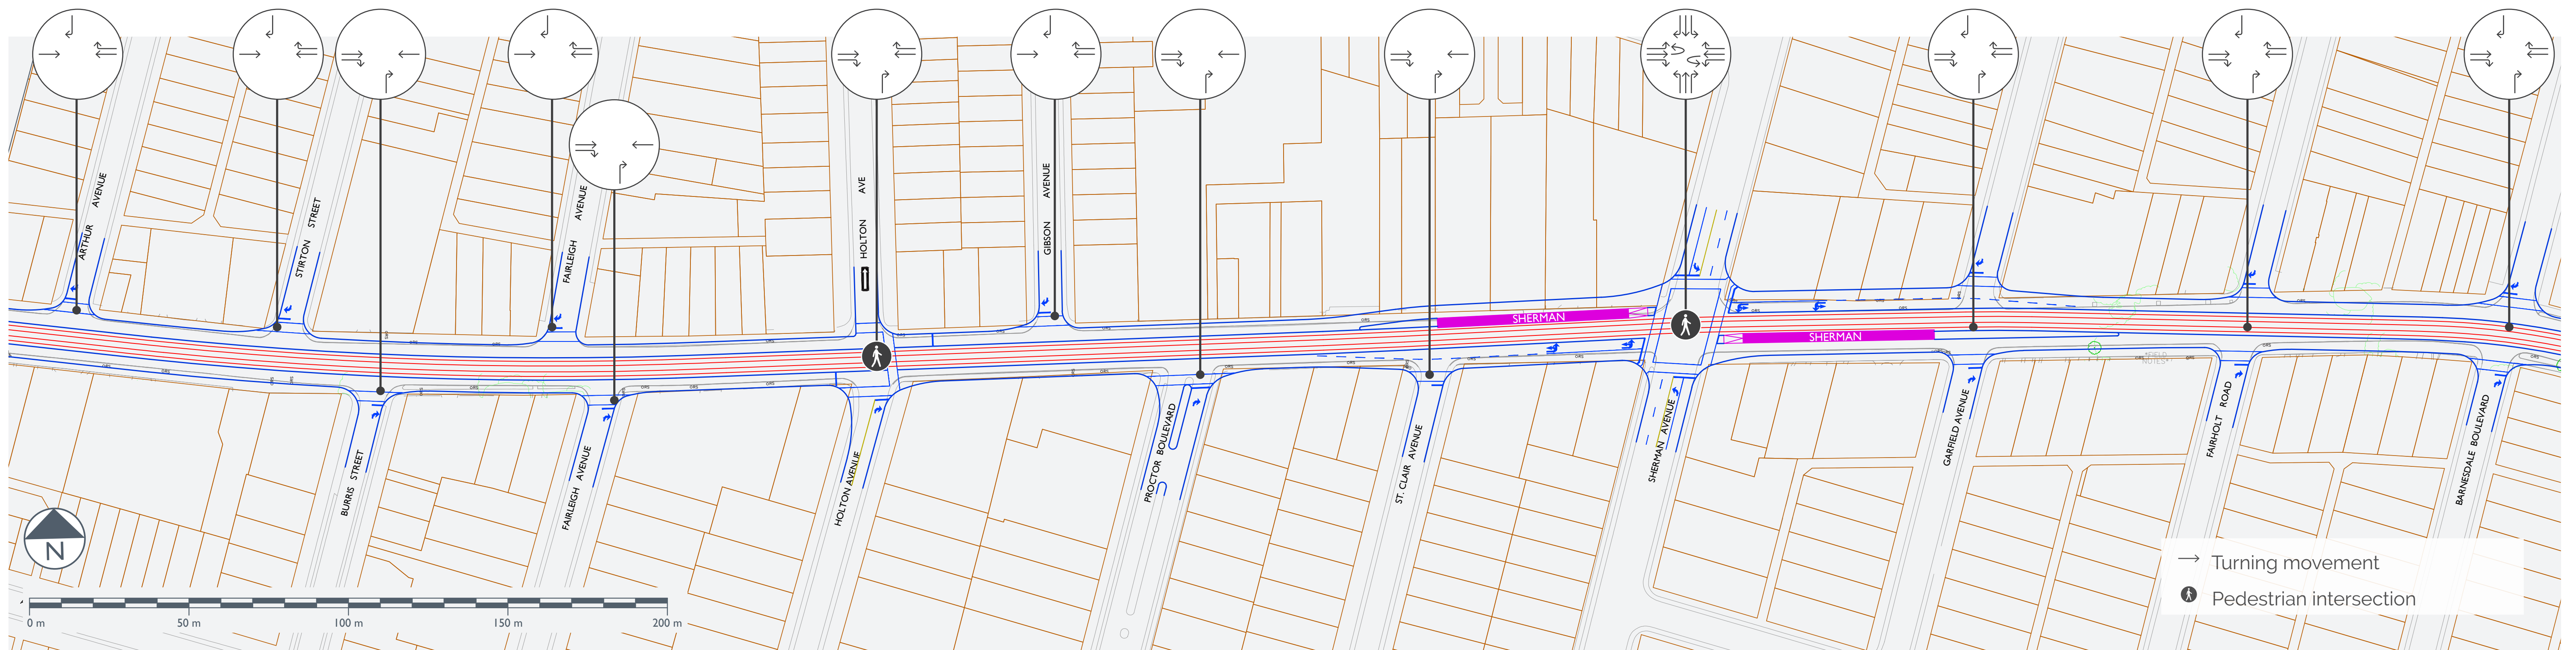 ARTHUR AVENUE
STIRTON STREET
FAIRLEIGH AVENUE
HOLTON AVE
GIBSON AVENUE
SHERMAN
SHERMAN
BURRIS STREET
FAIRLEIGH AVENUE
HOLTON AVENUE
PROCTOR BOULEVARD
ST. CLAIR AVENUE
SHERMAN AVENUE
GARFIELD AVENUE
FAIRHOLT ROAD
BARNESDALE BOULEVARD
N
0 m 50 m 100 m 150 m 200 m
Turning movement
Pedestrian intersection